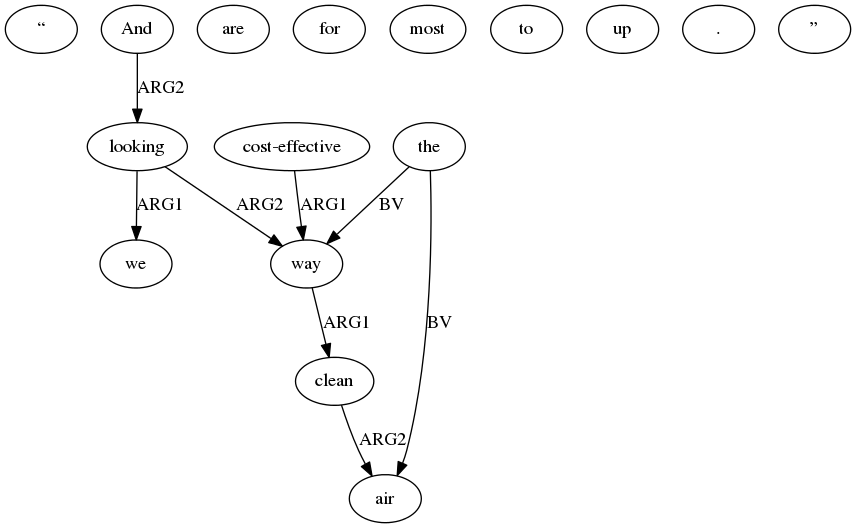 “ And are for most to up . ”
ARG2
looking cost-effective the
ARG1 ARG2 ARG1 BV
we way
ARG1 BV
clean
ARG2
air